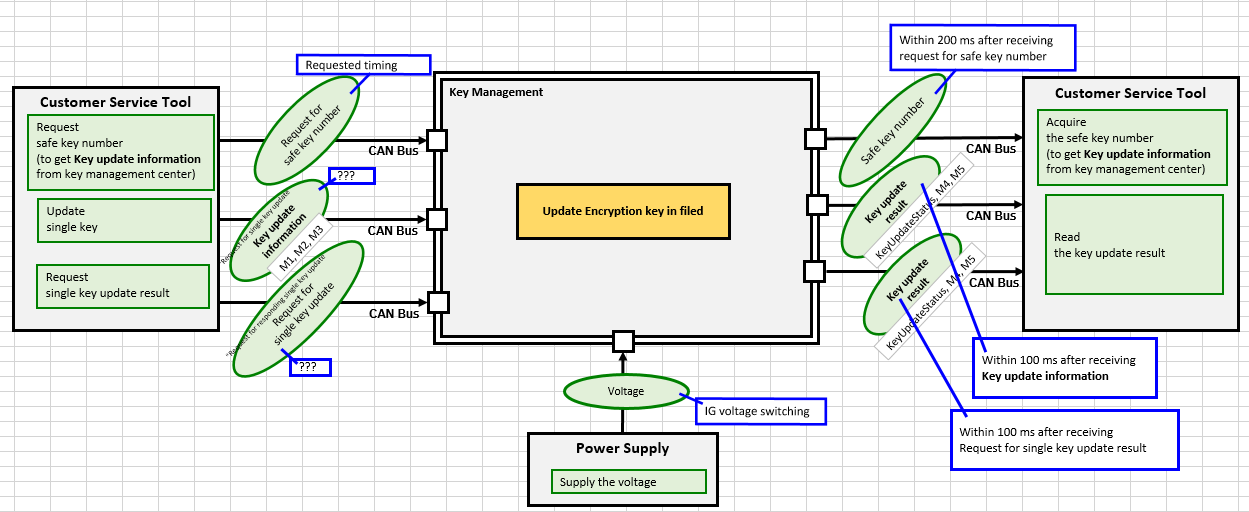 Customer Service Tool
Request
safe key number
(to get Key update information
from key management center)
Update
single key
Request
single key update result
Requested timing
Request for
safe key number
CAN Bus
???
"Request for single key update
Key update
information
M1, M2, M3
CAN Bus
"Request for responding single key update
Request for
single key update
CAN Bus
???
Key Management
Update Encryption key in filed
Voltage
IG voltage switching
Power Supply
Supply the voltage
Within 200 ms after receiving
request for safe key number
Safe key number
CAN Bus
Key update
result
KeyUpdateStatus, M4, M5
CAN Bus
Key update
result
KeyUpdateStatus, M4, M5
CAN Bus
Customer Service Tool
Acquire
the sefe key number
(to get Key update information
from key management center)
Read
the key update result
Within 100 ms after receiving
Key update information
Within 100 ms after receiving
Request for single key update result